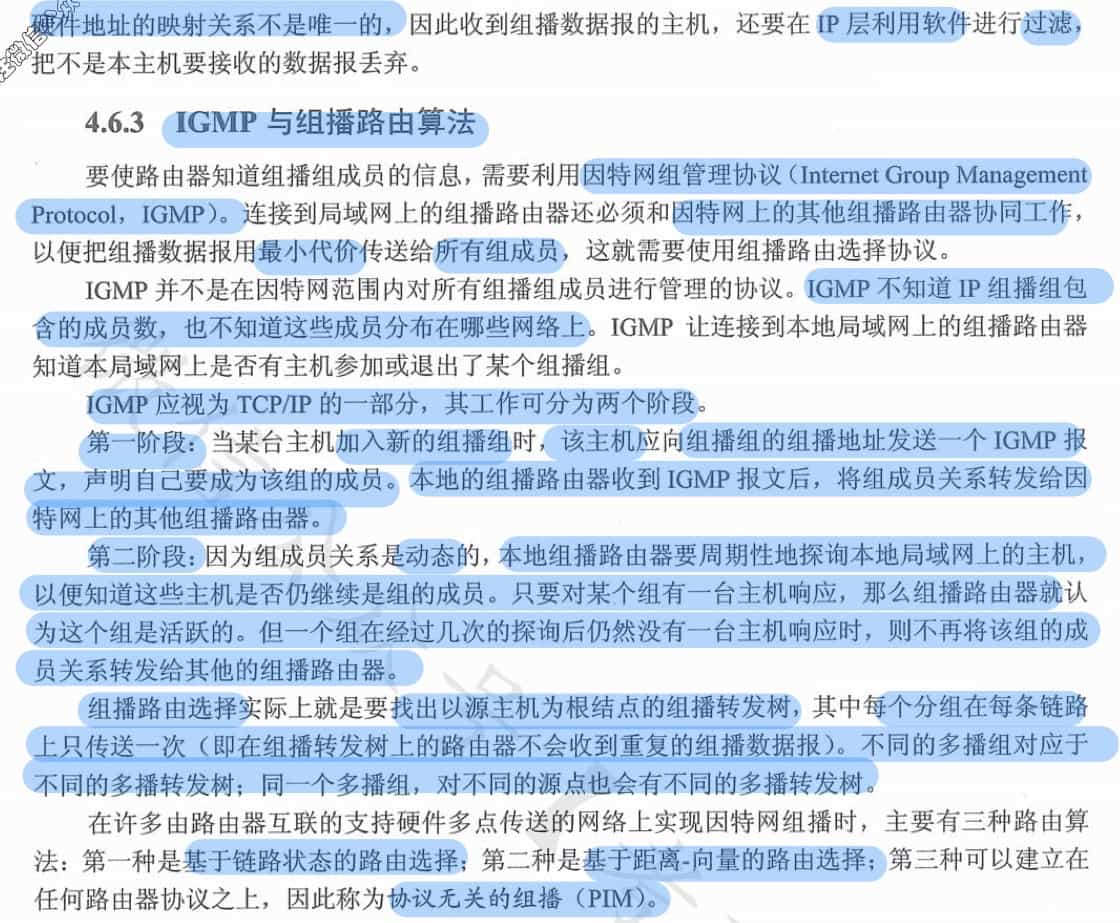 硬件地址的映射关系不是唯一的，因此收到组播数据报的主机，还要在 IP 层利用软件进行过滤，
把不是本主机要接收的数据报丢弃。
4.6.3 IGMP 与组播路由算法
要使路由器知道组播组成员的信息，需要利用因特网组管理协议（Internet Group Management
Protocol，IGMP）。连接到局域网上的组播路由器还必须和因特网上的其他组播路由器协同工作，
以便把组播数据报用最小代价传送给所有组成员，这就需要使用组播路由选择协议。
IGMP 并不是在因特网范围内对所有组播组成员进行管理的协议。IGMP 不知道 IP 组播组包
含的成员数，也不知道这些成员分布在哪些网络上。IGMP 让连接到本地局域网上的组播路由器
知道本局域网上是否有主机参加或退出了某个组播组。
IGMP 应视为 TCP/IP 的一部分，其工作可分为两个阶段。
第一阶段：当某台主机加入新的组播组时，该主机应向组播组的组播地址发送一个 IGMP 报
文，声明自己要成为该组的成员。本地的组播路由器收到 IGMP 报文后，将组成员关系转发给因
特网上的其他组播路由器。
第二阶段：因为组成员关系是动态的，本地组播路由器要周期性地探询本地局域网上的主机，
以便知道这些主机是否仍继续是组的成员。只要对某个组有一台主机响应，那么组播路由器就认
为这个组是活跃的。但一个组在经过几次的探询后仍然没有一台主机响应时，则不再将该组的成
员关系转发给其他的组播路由器。
组播路由选择实际上就是要找出以源主机为根结点的组播转发树，其中每个分组在每条链路
上只传送一次（即在组播转发树上的路由器不会收到重复的组播数据报）。不同的多播组对应于
不同的多播转发树；同一个多播组，对不同的源点也会有不同的多播转发树。
在许多由路由器互联的支持硬件多点传送的网络上实现因特网组播时，主要有三种路由算
法：第一种是基于链路状态的路由选择；第二种是基于距离-向量的路由选择；第三种可以建立在
任何路由器协议之上，因此称为协议无关的组播（PIM）。